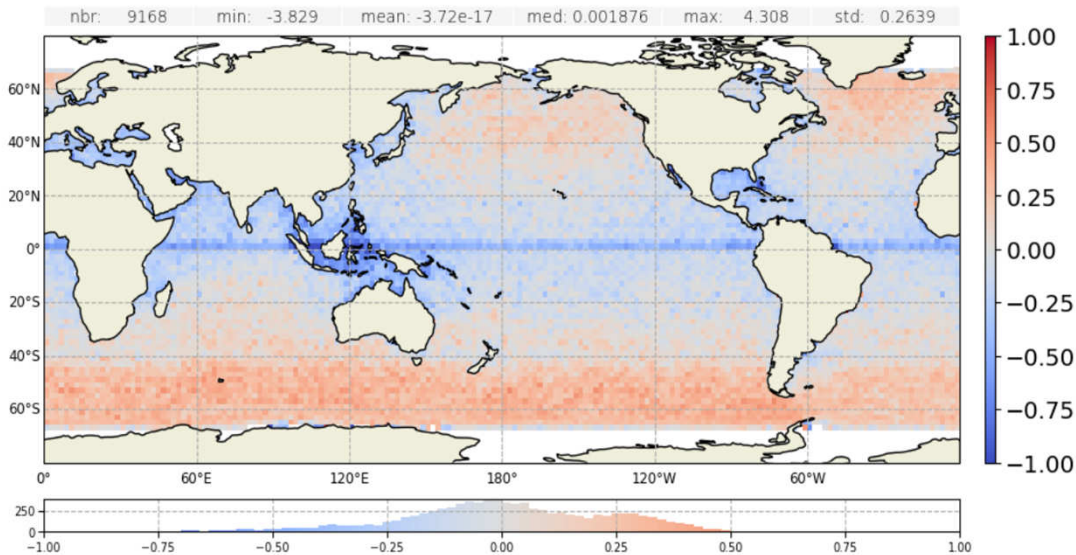 nbr: 9168 min: -3.829 mean: -3.72e-17 med: 0.001876 max: 4.308 std: 0.2639
1.00
60°N
0.75
40°N
0.50
20°N
0.25
0°
0.00
20°S
−0.25
40°S
−0.50
60°S
−0.75
−1.00
0° 60°E 120°E 180° 120°W 60°W
250
0
−1.00 −0.75 −0.50 −0.25 0.00 0.25 0.50 0.75 1.00